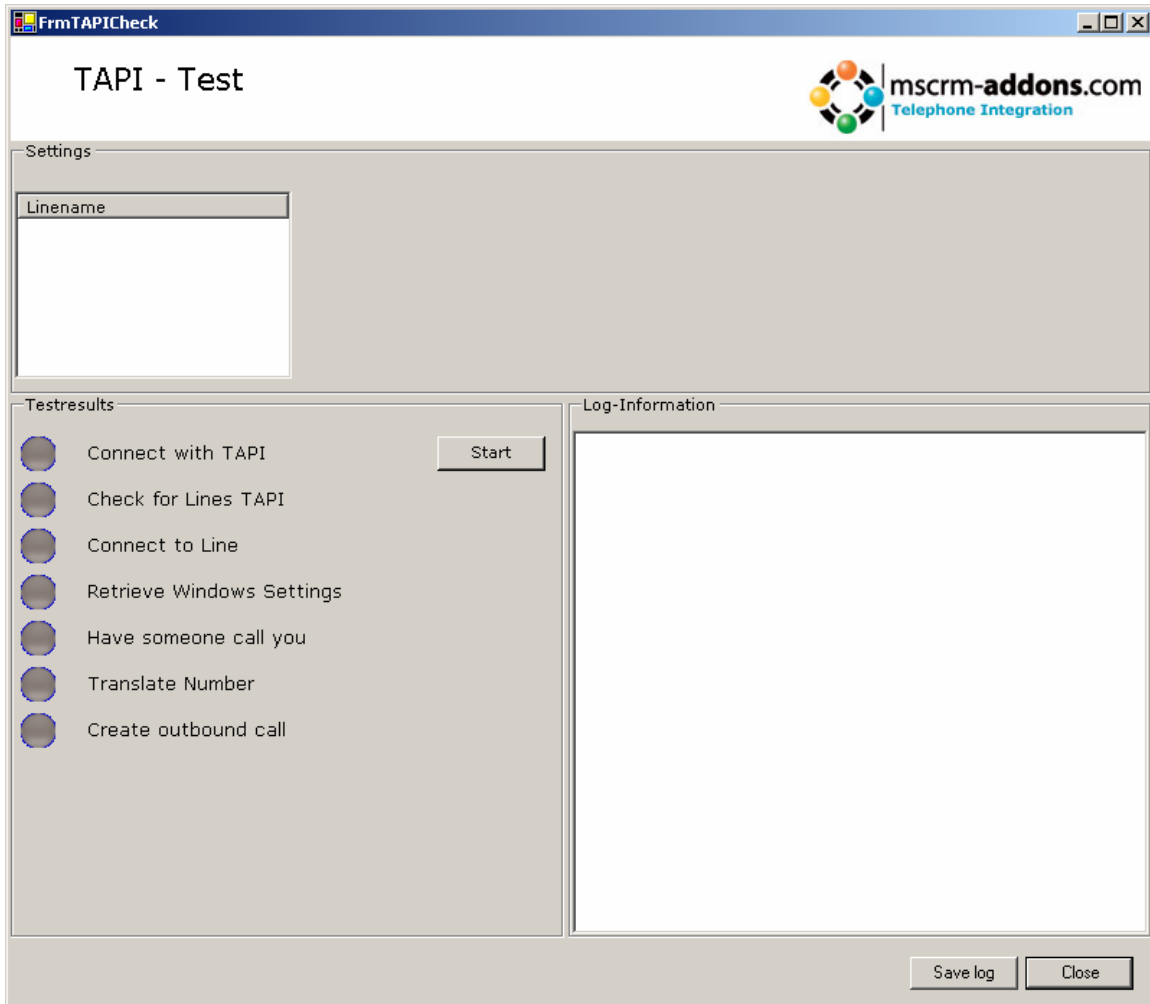 FrmTAPICheck
TAPI - Test
mscrm-addons.com
Telephone Integration
Settings
Linename
Testresults
Log-Information
Connect with TAPI
Start
Check for Lines TAPI
Connect to Line
Retrieve Windows Settings
Have someone call you
Translate Number
Create outbound call
Save log
Close